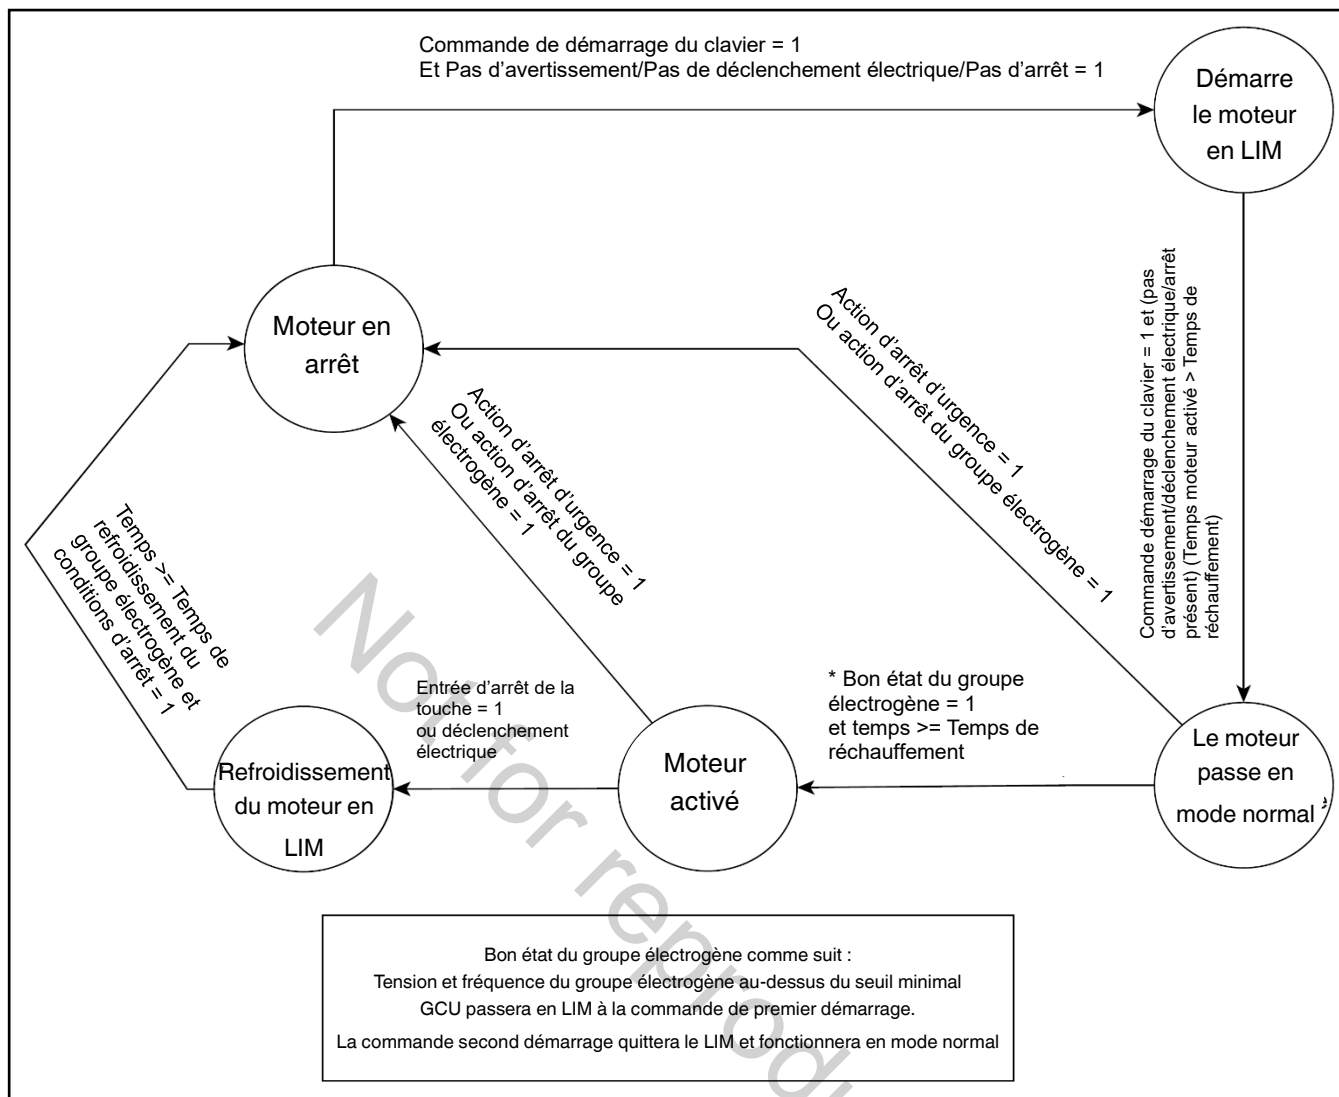 Commande de démarrage du clavier = 1
Et Pas d'avertissement/Pas de déclenchement électrique/Pas d'arrêt = 1
Démarre
le moteur
en LIM
Moteur en
arrêt
Action d'arrêt d'urgence = 1
Ou action d'arrêt du groupe électrogène = 1
Commande démarrage du clavier = 1 et (pas
d'avertissement/déclenchement électrique/arrêt
présent) (Temps moteur activé > Temps de
réchauffement)
Action d'arrêt d'urgence = 1
Ou action d'arrêt du groupe
électrogène = 1
Temps >= Temps de
refroidissement du
groupe électrogène et
conditions d'arrêt = 1
Entrée d'arrêt de la
touche = 1
ou déclenchement
électrique
* Bon état du groupe
électrogène = 1
et temps >= Temps de
réchauffement
Refroidissement
du moteur en
LIM
Moteur
activé
Le moteur
passe en
mode normal
Bon état du groupe électrogène comme suit :
Tension et fréquence du groupe électrogène au-dessus du seuil minimal
GCU passera en LIM à la commande de premier démarrage.
La commande second démarrage quittera le LIM et fonctionnera en mode normal
Not for